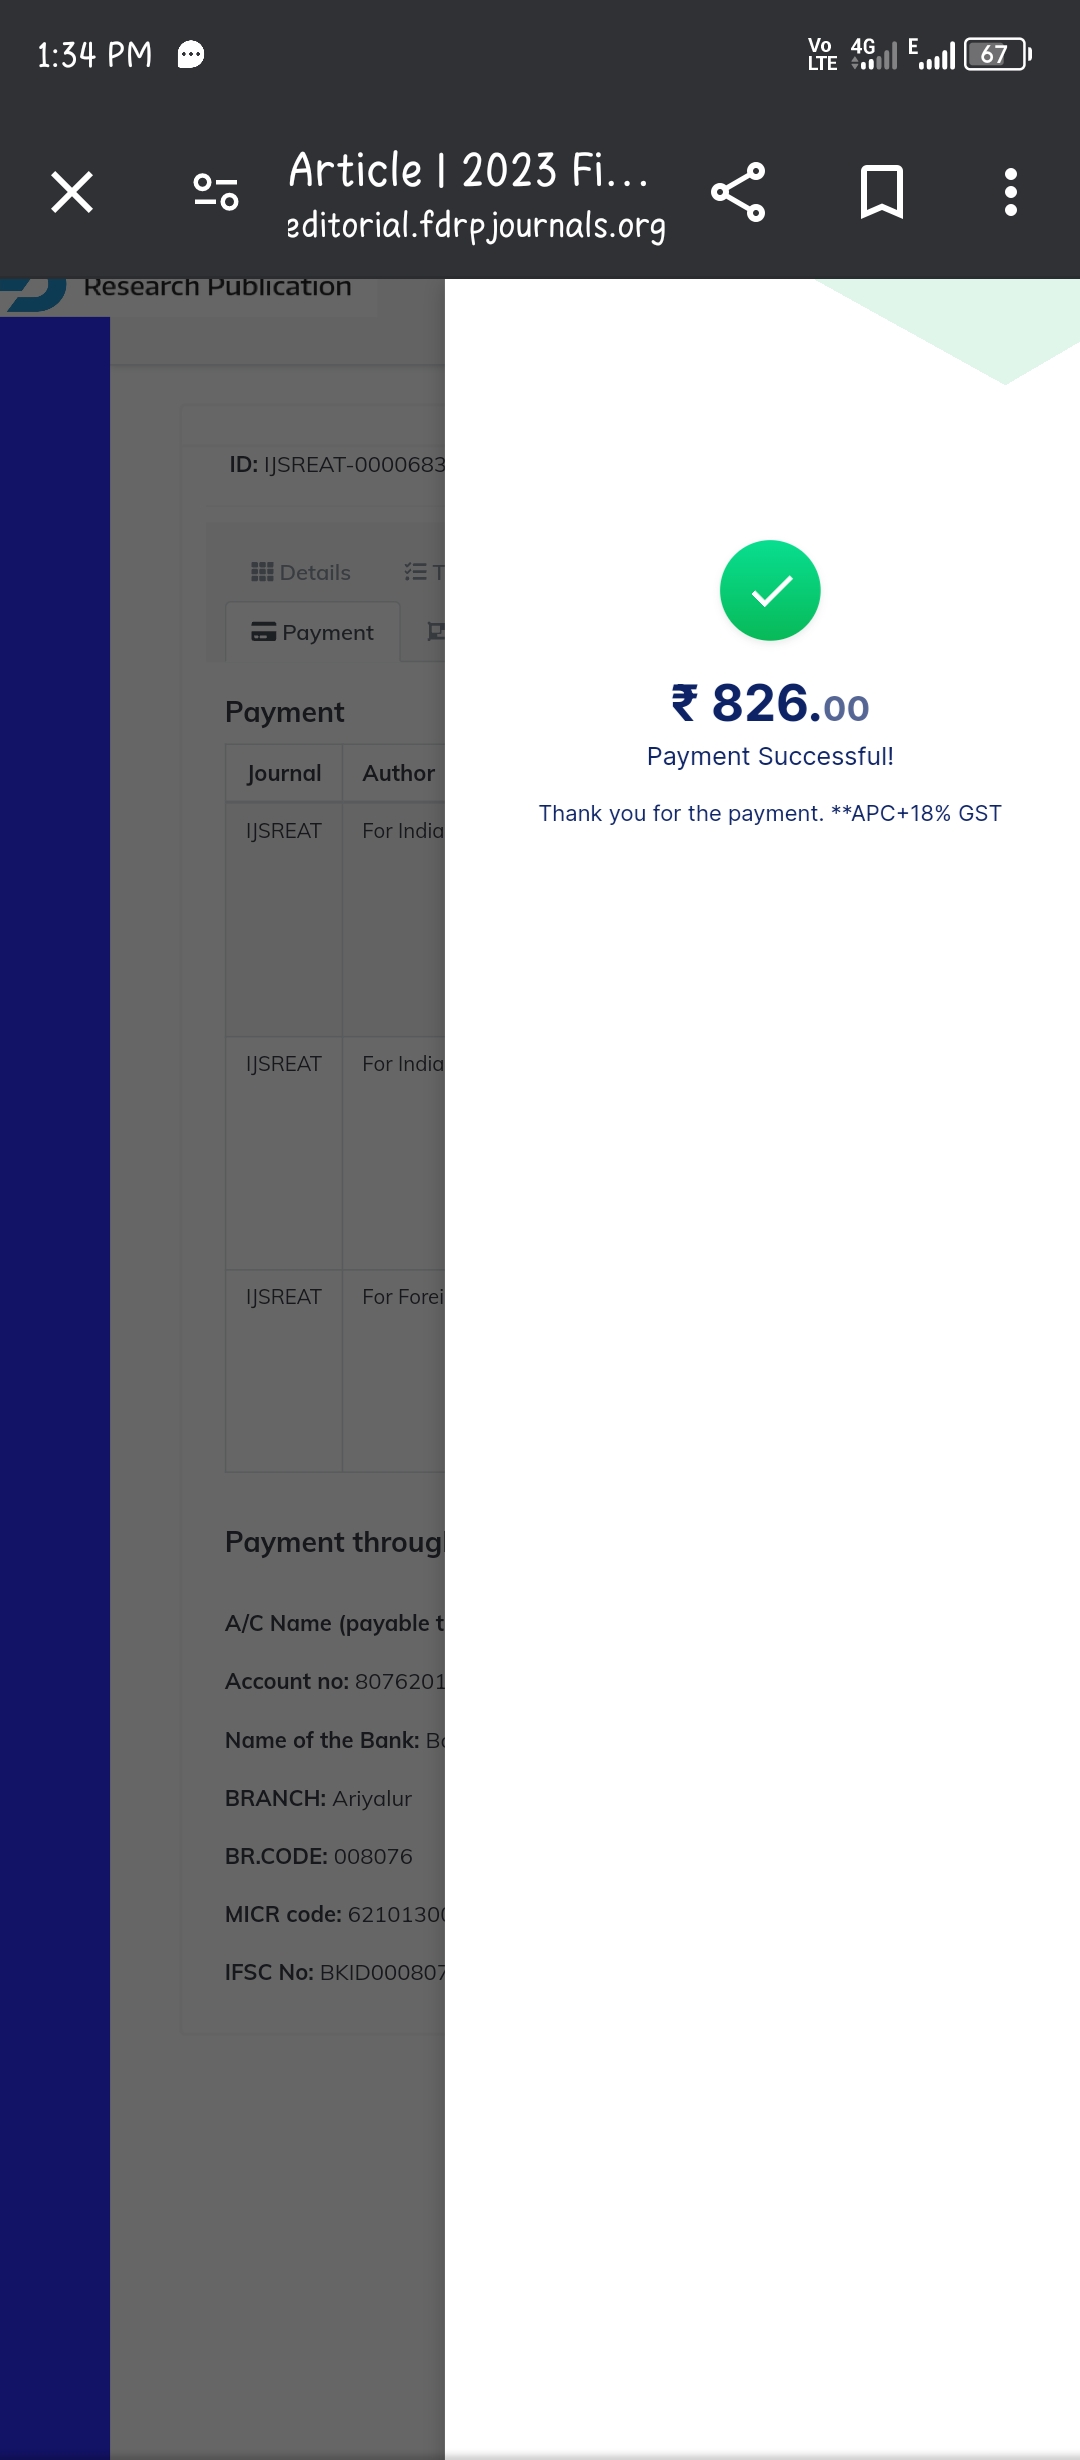 1:34 PM
Vo LTE 4G E 67
Article | 2023 Fi...
editorial.fdrpjournals.org
Research Publication
ID: IJSREAT-0000683
Details T
Payment
Payment
Journal Author
IJSREAT For India
IJSREAT For India
IJSREAT For Forei
Payment through
A/C Name (payable t
Account no: 8076201
Name of the Bank: Bo
BRANCH: Ariyalur
BR.CODE: 008076
MICR code: 6210130
IFSC No: BKID000807
₹ 826.00
Payment Successful!
Thank you for the payment. **APC+18% GST